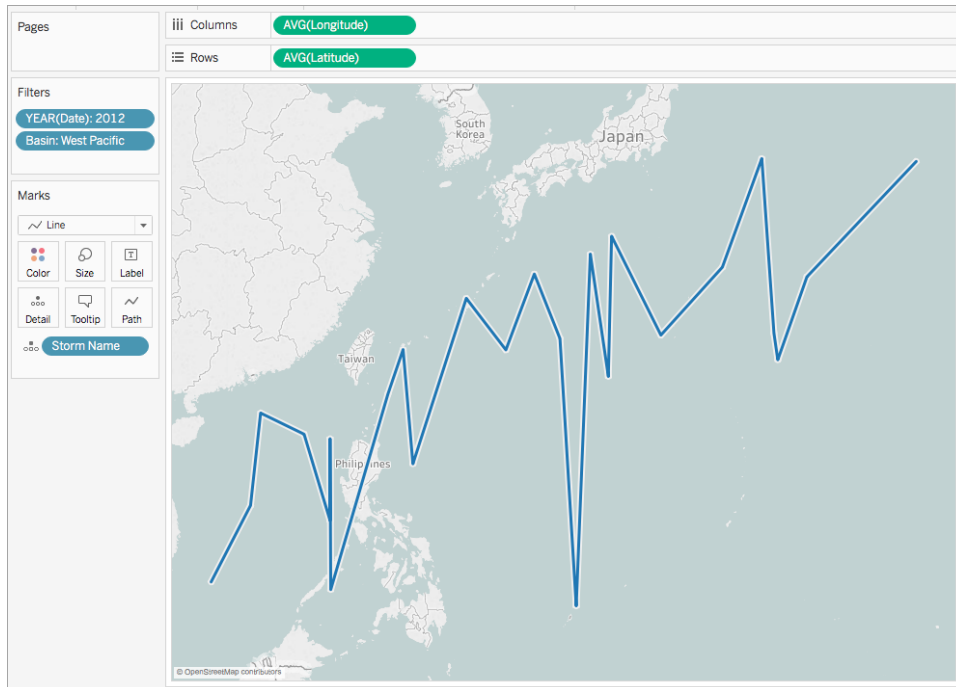 Pages
Columns
AVG(Longitude)
Rows
AVG(Latitude)
Filters
YEAR(Date): 2012
Basin: West Pacific
Marks
Line
Color
Size
Label
Detail
Tooltip
Path
Storm Name
South
Korea
Japan
Taiwan
Philippines
© OpenStreetMap contributors